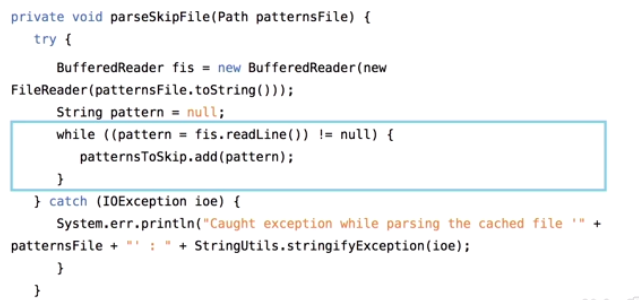 private void parseSkipFile(Path patternsFile) {
try {
BufferedReader fis = new BufferedReader(new
FileReader(patternsFile.toString()));
String pattern = null;
while ((pattern = fis.readLine()) != null) {
patternsToSkip.add(pattern);
}
} catch (IOException ioe) {
System.err.println("Caught exception while parsing the cached file '" +
patternsFile + "' : " + StringUtils.stringifyException(ioe);
}
}